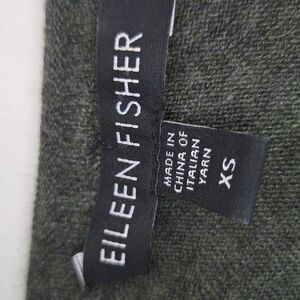 EILEEN FISHER
MADE IN
CHINA OF
ITALIAN
YARN
XS